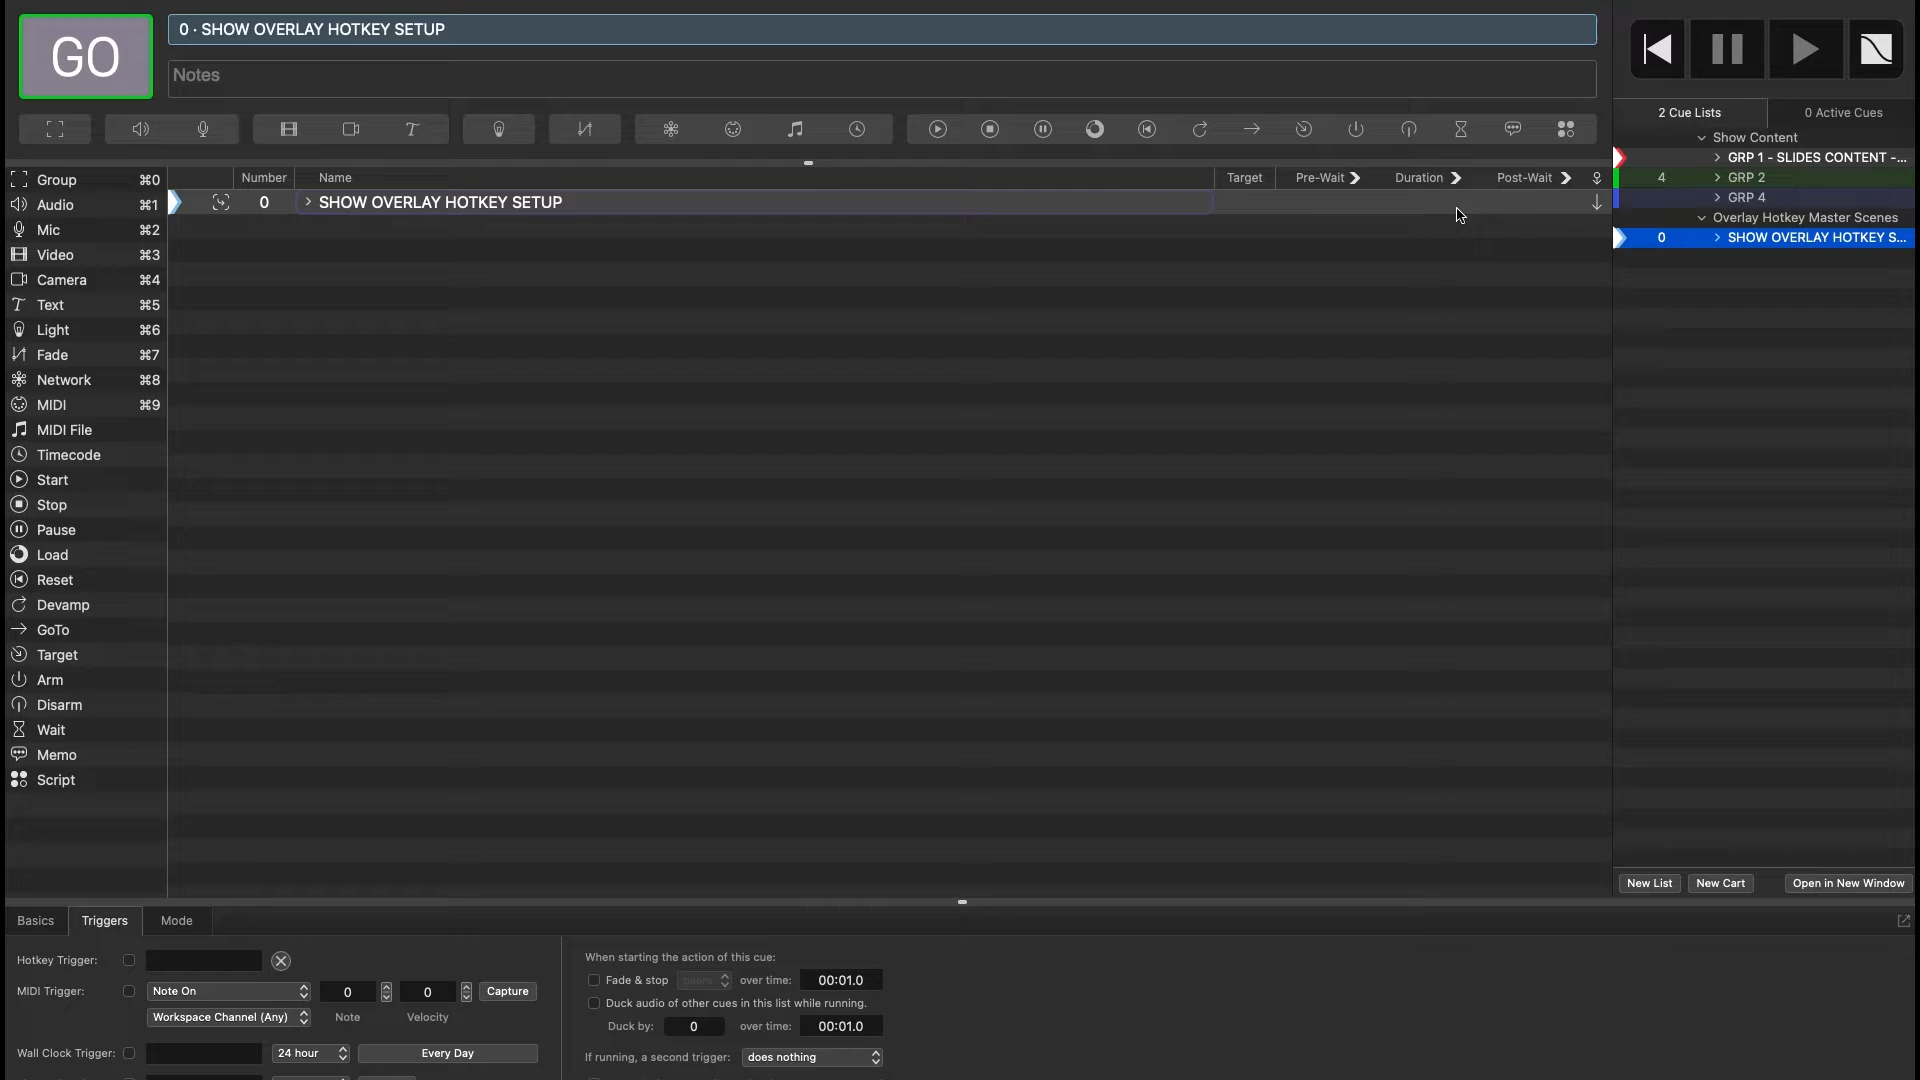 GO
0 · SHOW OVERLAY HOTKEY SETUP
Notes
2 Cue Lists
0 Active Cues
Show Content
GRP 1 - SLIDES CONTENT -...
4 GRP 2
GRP 4
Overlay Hotkey Master Scenes
0 SHOW OVERLAY HOTKEY S...
Number Name Target Pre-Wait Duration Post-Wait
0 SHOW OVERLAY HOTKEY SETUP
Group ⌘0
Audio ⌘1
Mic ⌘2
Video ⌘3
Camera ⌘4
Text ⌘5
Light ⌘6
Fade ⌘7
Network ⌘8
MIDI ⌘9
MIDI File
Timecode
Start
Stop
Pause
Load
Reset
Devamp
GoTo
Target
Arm
Disarm
Wait
Memo
Script
New List New Cart Open in New Window
Basics Triggers Mode
Hotkey Trigger:
MIDI Trigger: Note On 0 0 Capture
Workspace Channel (Any) Note Velocity
Wall Clock Trigger: 24 hour Every Day
When starting the action of this cue:
Fade & stop peers over time: 00:01.0
Duck audio of other cues in this list while running.
Duck by: 0 over time: 00:01.0
If running, a second trigger: does nothing